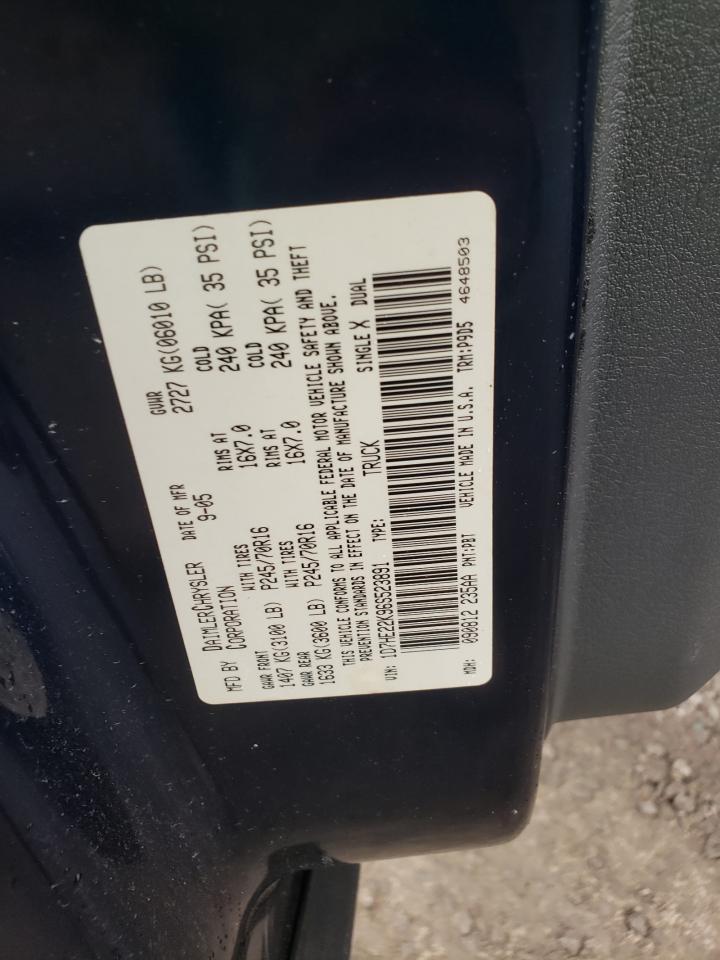 MFD BY DAIMLERCHRYSLER CORPORATION DATE OF MFR 9-05 GVWR 2727 KG(06010 LB)
GAWR FRONT WITH TIRES RIMS AT COLD
1407 KG(3100 LB) P245/70R16 16X7.0 240 KPA( 35 PSI)
GAWR REAR WITH TIRES RIMS AT COLD
1633 KG(3600 LB) P245/70R16 16X7.0 240 KPA( 35 PSI)
THIS VEHICLE CONFORMS TO ALL APPLICABLE FEDERAL MOTOR VEHICLE SAFETY AND THEFT
PREVENTION STANDARDS IN EFFECT ON THE DATE OF MANUFACTURE SHOWN ABOVE.
VIN: 1D7HE22K96S523891 TYPE: TRUCK SINGLE X DUAL
MDH: 090812 235AA PNT:PBT VEHICLE MADE IN U.S.A. TRM:P9D5 4648503